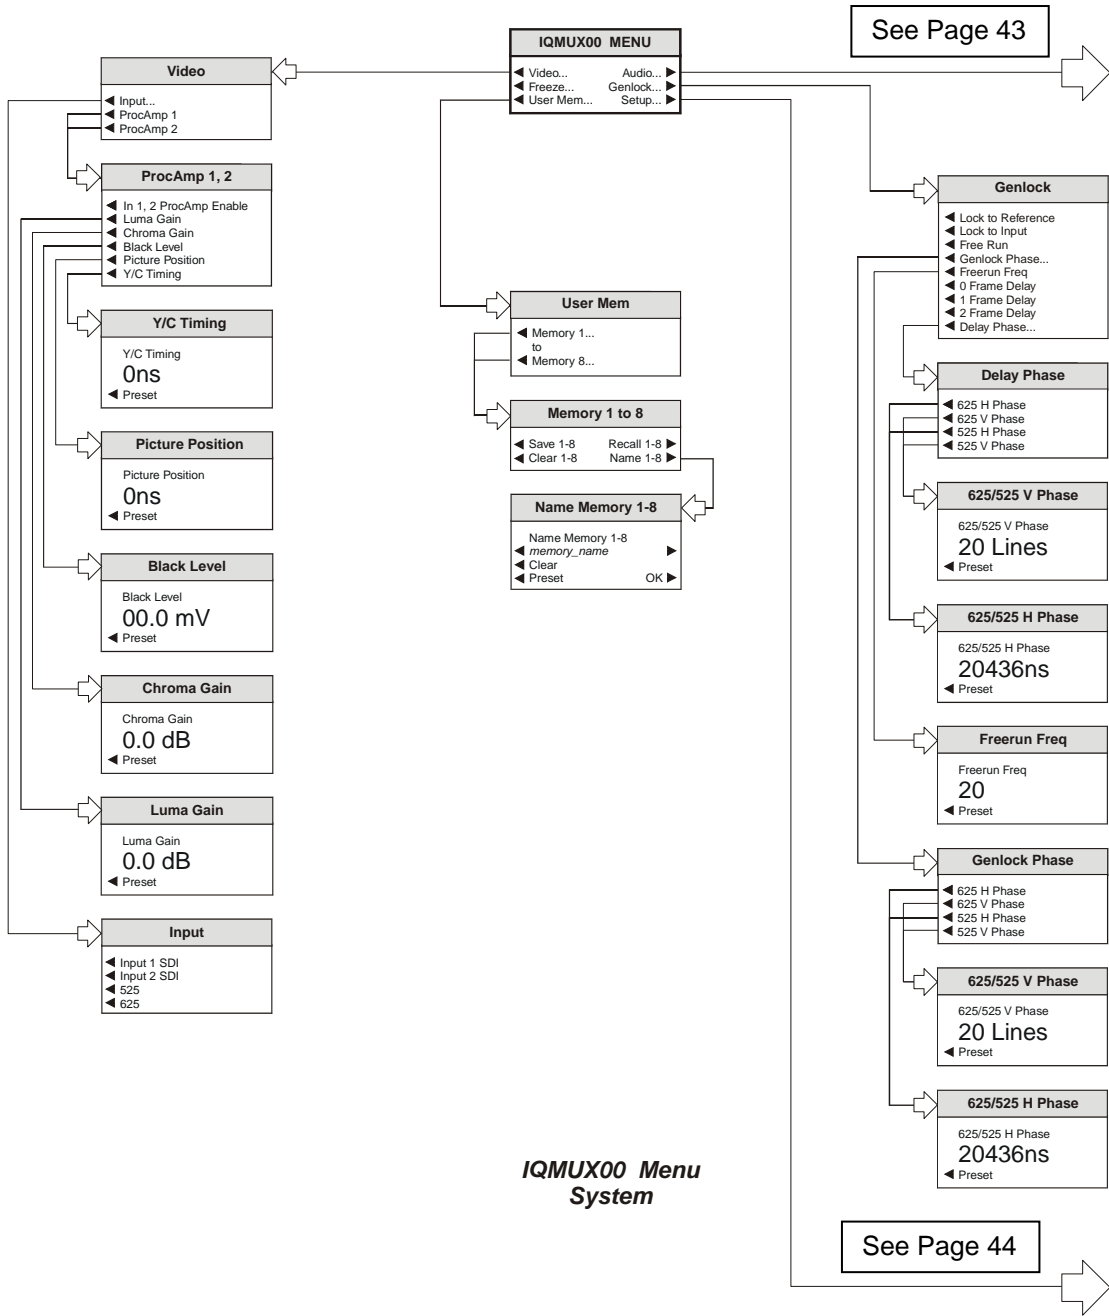 See Page 43
IQMUX00 MENU
◄ Video... Audio... ►
◄ Freeze... Genlock... ►
◄ User Mem... Setup... ►
Video
◄ Input...
◄ ProcAmp 1
◄ ProcAmp 2
ProcAmp 1, 2
◄ In 1, 2 ProcAmp Enable
◄ Luma Gain
◄ Chroma Gain
◄ Black Level
◄ Picture Position
◄ Y/C Timing
Y/C Timing
Y/C Timing
0ns
◄ Preset
Picture Position
Picture Position
0ns
◄ Preset
Black Level
Black Level
00.0 mV
◄ Preset
Chroma Gain
Chroma Gain
0.0 dB
◄ Preset
Luma Gain
Luma Gain
0.0 dB
◄ Preset
Input
◄ Input 1 SDI
◄ Input 2 SDI
◄ 525
◄ 625
User Mem
◄ Memory 1...
to
◄ Memory 8...
Memory 1 to 8
◄ Save 1-8 Recall 1-8 ►
◄ Clear 1-8 Name 1-8 ►
Name Memory 1-8
Name Memory 1-8
◄ memory_name ►
◄ Clear
◄ Preset OK ►
Genlock
◄ Lock to Reference
◄ Lock to Input
◄ Free Run
◄ Genlock Phase...
◄ Freerun Freq
◄ 0 Frame Delay
◄ 1 Frame Delay
◄ 2 Frame Delay
◄ Delay Phase...
Delay Phase
◄ 625 H Phase
◄ 625 V Phase
◄ 525 H Phase
◄ 525 V Phase
625/525 V Phase
625/525 V Phase
20 Lines
◄ Preset
625/525 H Phase
625/525 H Phase
20436ns
◄ Preset
Freerun Freq
Freerun Freq
20
◄ Preset
Genlock Phase
◄ 625 H Phase
◄ 625 V Phase
◄ 525 H Phase
◄ 525 V Phase
625/525 V Phase
625/525 V Phase
20 Lines
◄ Preset
625/525 H Phase
625/525 H Phase
20436ns
◄ Preset
IQMUX00 Menu
System
See Page 44